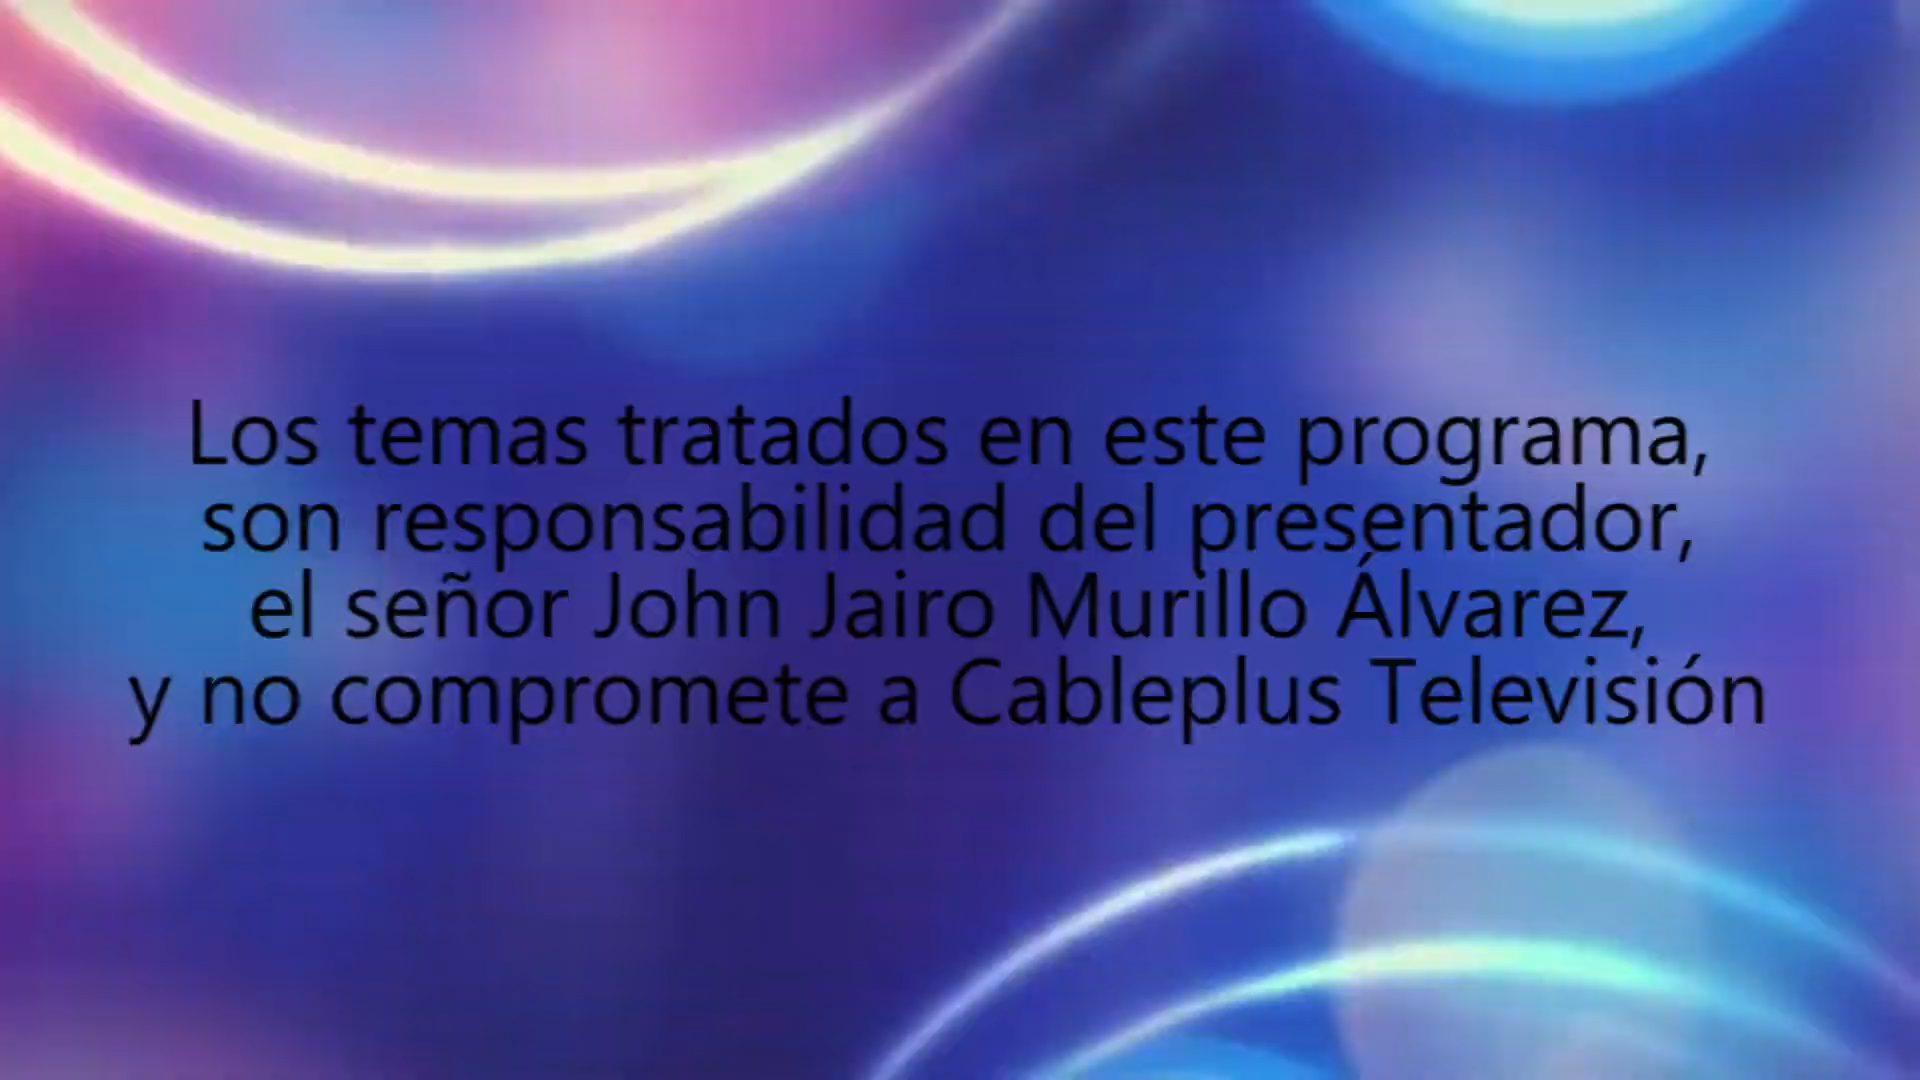 Los temas tratados en este programa,
son responsabilidad del presentador,
el señor John Jairo Murillo Álvarez,
y no compromete a Cableplus Televisión